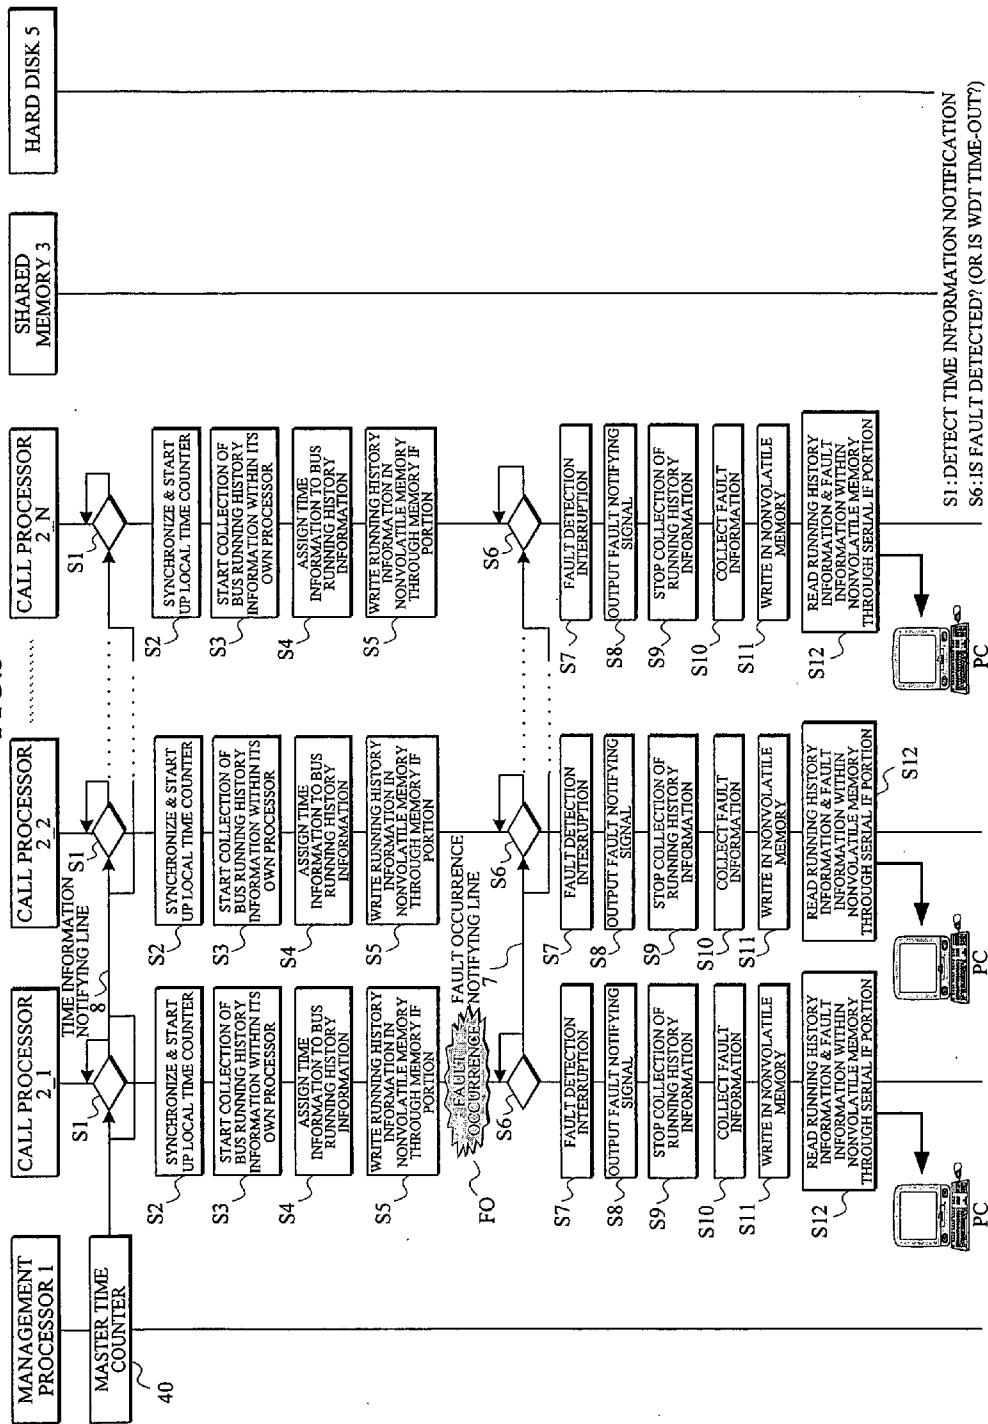 MANAGEMENT
PROCESSOR 1
CALL PROCESSOR
2_1
CALL PROCESSOR
2_2
CALL PROCESSOR
2_N
SHARED
MEMORY 3
HARD DISK 5
MASTER TIME
COUNTER
40
TIME INFORMATION
NOTIFYING LINE
8
S1
S1
S1
SYNCHRONIZE & START
UP LOCAL TIME COUNTER
S2
START COLLECTION OF
BUS RUNNING HISTORY
INFORMATION WITHIN ITS
OWN PROCESSOR
S3
ASSIGN TIME
INFORMATION TO BUS
RUNNING HISTORY
INFORMATION
S4
WRITE RUNNING HISTORY
INFORMATION IN
NONVOLATILE MEMORY
THROUGH MEMORY IF
PORTION
S5
SYNCHRONIZE & START
UP LOCAL TIME COUNTER
S2
START COLLECTION OF
BUS RUNNING HISTORY
INFORMATION WITHIN ITS
OWN PROCESSOR
S3
ASSIGN TIME
INFORMATION TO BUS
RUNNING HISTORY
INFORMATION
S4
WRITE RUNNING HISTORY
INFORMATION IN
NONVOLATILE MEMORY
THROUGH MEMORY IF
PORTION
S5
SYNCHRONIZE & START
UP LOCAL TIME COUNTER
S2
START COLLECTION OF
BUS RUNNING HISTORY
INFORMATION WITHIN ITS
OWN PROCESSOR
S3
ASSIGN TIME
INFORMATION TO BUS
RUNNING HISTORY
INFORMATION
S4
WRITE RUNNING HISTORY
INFORMATION IN
NONVOLATILE MEMORY
THROUGH MEMORY IF
PORTION
S5
FAULT
OCCURRENCE
FO
FAULT OCCURRENCE
NOTIFYING LINE
7
S6
S6
S6
FAULT DETECTION
INTERRUPTION
S7
OUTPUT FAULT NOTIFYING
SIGNAL
S8
STOP COLLECTION OF
RUNNING HISTORY
S9
COLLECT FAULT
INFORMATION
S10
WRITE IN NONVOLATILE
MEMORY
S11
READ RUNNING HISTORY
INFORMATION & FAULT
INFORMATION WITHIN
NONVOLATILE MEMORY
THROUGH SERIAL IF PORTION
S12
PC
FAULT DETECTION
INTERRUPTION
S7
OUTPUT FAULT NOTIFYING
SIGNAL
S8
STOP COLLECTION OF
RUNNING HISTORY
S9
COLLECT FAULT
INFORMATION
S10
WRITE IN NONVOLATILE
MEMORY
S11
READ RUNNING HISTORY
INFORMATION & FAULT
INFORMATION WITHIN
NONVOLATILE MEMORY
THROUGH SERIAL IF PORTION
S12
PC
FAULT DETECTION
INTERRUPTION
S7
OUTPUT FAULT NOTIFYING
SIGNAL
S8
STOP COLLECTION OF
RUNNING HISTORY
S9
COLLECT FAULT
INFORMATION
S10
WRITE IN NONVOLATILE
MEMORY
S11
READ RUNNING HISTORY
INFORMATION & FAULT
INFORMATION WITHIN
NONVOLATILE MEMORY
THROUGH SERIAL IF PORTION
S12
PC
S1: DETECT TIME INFORMATION NOTIFICATION
S6: IS FAULT DETECTED? (OR IS WDT TIME-OUT?)